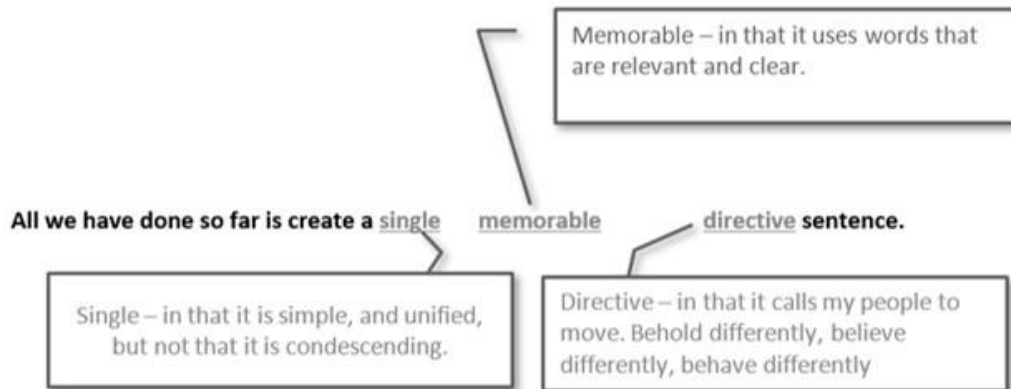 Memorable – in that it uses words that
are relevant and clear.
All we have done so far is create a single memorable directive sentence.
Single – in that it is simple, and unified,
but not that it is condescending.
Directive – in that it calls my people to
move. Behold differently, believe
differently, behave differently